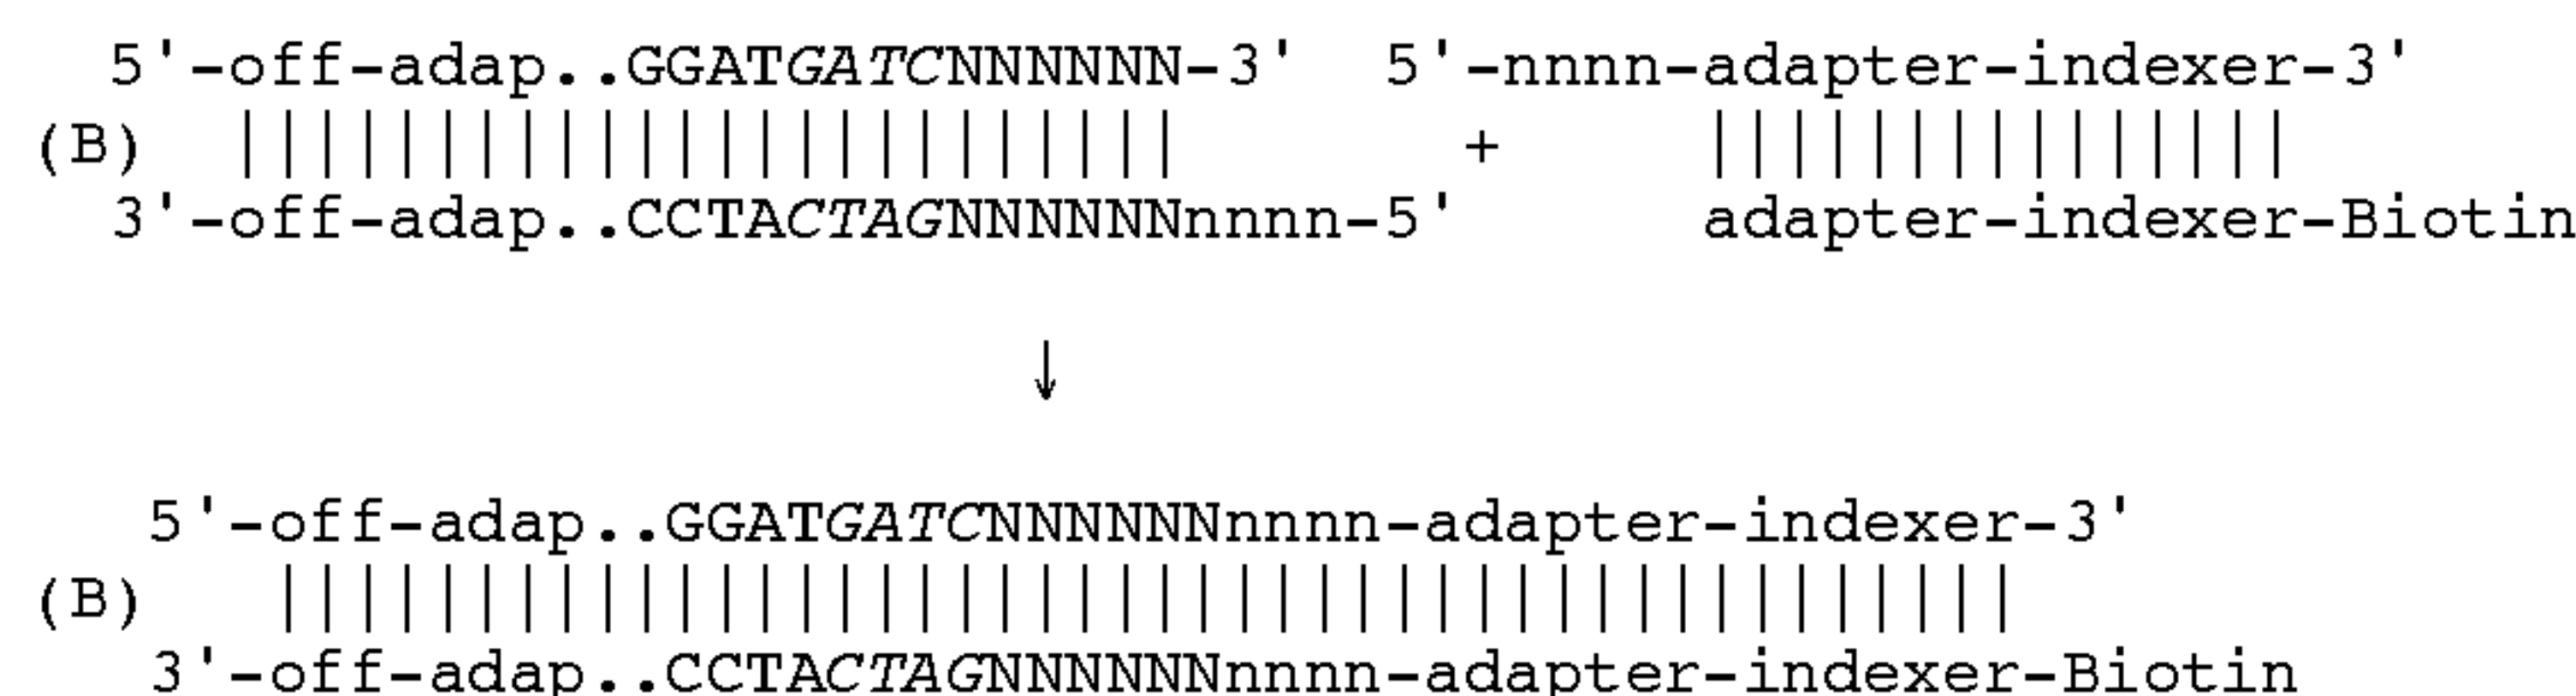 5'-off-adap..GGATGATCNNNNNN-3' 5'-nnnn-adapter-indexer-3'
(B) |||||||||||||||||||||||| + |||||||||||||||
3'-off-adap..CCTACTAGNNNNNNnnnn-5' adapter-indexer-Biotin
↓
5'-off-adap..GGATGATCNNNNNNnnnn-adapter-indexer-3'
(B) ||||||||||||||||||||||||||||||||||||||||||||
3'-off-adap..CCTACTAGNNNNNNnnnn-adapter-indexer-Biotin